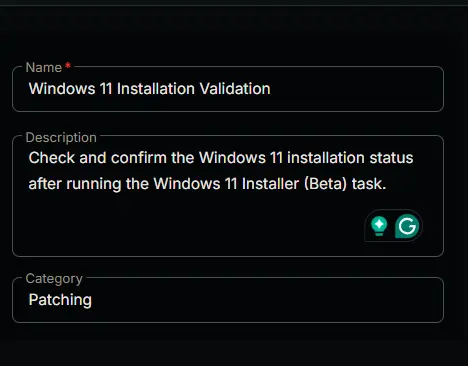 Name *
Windows 11 Installation Validation
Description
Check and confirm the Windows 11 installation status
after running the Windows 11 Installer (Beta) task.
G
Category
Patching